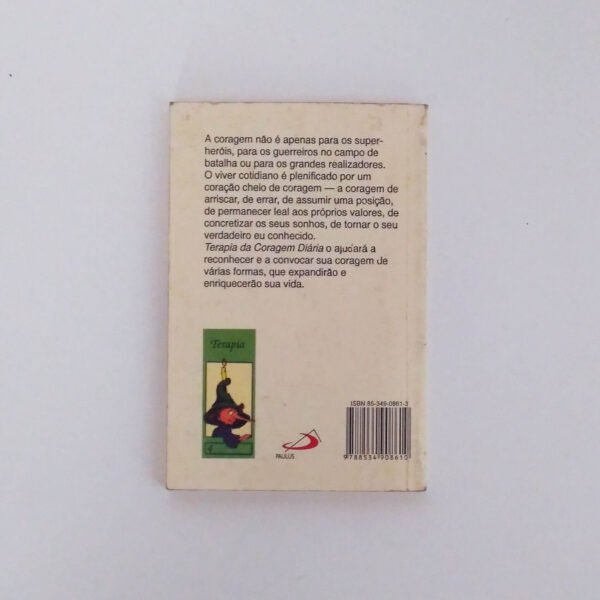 A coragem não é apenas para os super-
heróis, para os guerreiros no campo de
batalha ou para os grandes realizadores.
O viver cotidiano é plenificado por um
coração cheio de coragem — a coragem de
arriscar, de errar, de assumir uma posição,
de permanecer leal aos próprios valores, de
concretizar os seus sonhos, de tornar o seu
verdadeiro eu conhecido.
Terapia da Coragem Diária o ajudará a
reconhecer e a convocar sua coragem de
várias formas, que expandirão e
enriquecerão sua vida.
Terapia
4
PAULUS
ISBN 85-349-0861-3
9 788534 908610